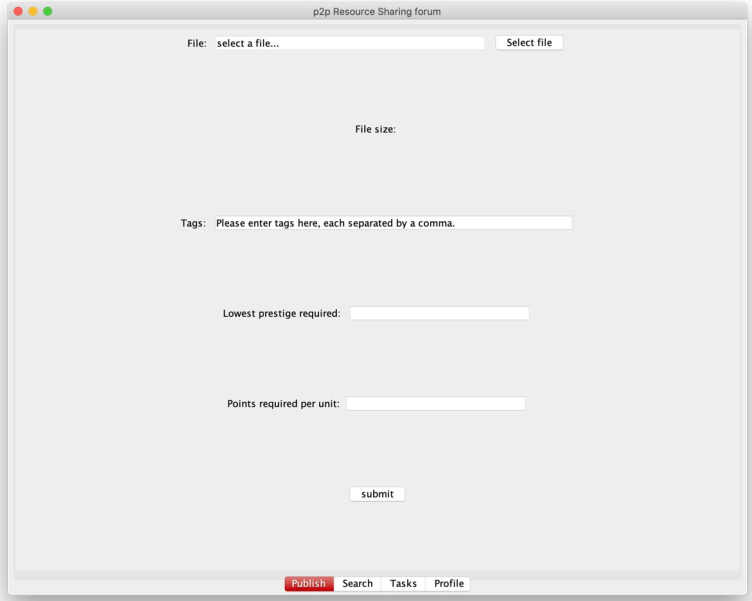 p2p Resource Sharing forum
File: select a file... Select file
File size:
Tags: Please enter tags here, each separated by a comma.
Lowest prestige required:
Points required per unit:
submit
Publish Search Tasks Profile